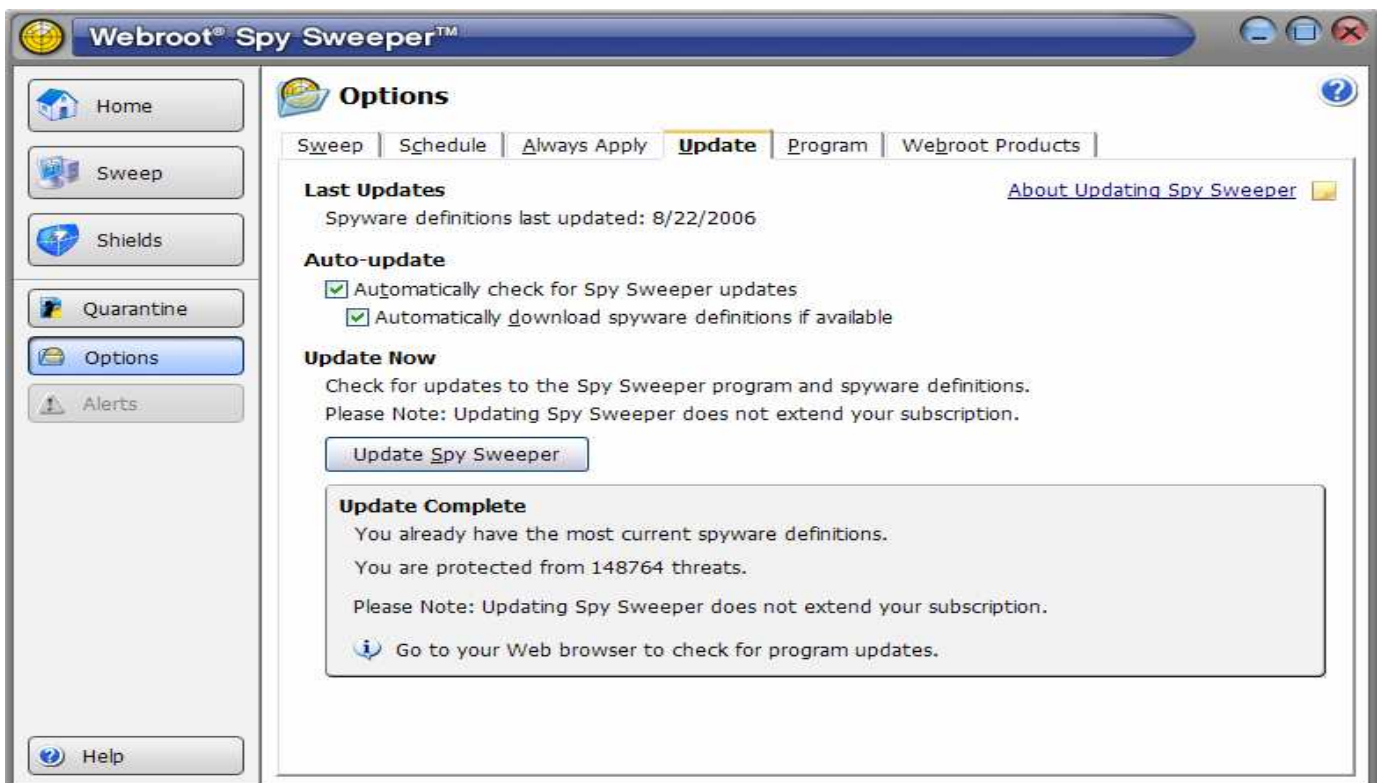 Webroot® Spy Sweeper™
Home
Sweep
Shields
Quarantine
Options
Alerts
Help
Options
Sweep
Schedule
Always Apply
Update
Program
Webroot Products
Last Updates
About Updating Spy Sweeper
Spyware definitions last updated: 8/22/2006
Auto-update
Automatically check for Spy Sweeper updates
Automatically download spyware definitions if available
Update Now
Check for updates to the Spy Sweeper program and spyware definitions.
Please Note: Updating Spy Sweeper does not extend your subscription.
Update Spy Sweeper
Update Complete
You already have the most current spyware definitions.
You are protected from 148764 threats.
Please Note: Updating Spy Sweeper does not extend your subscription.
Go to your Web browser to check for program updates.